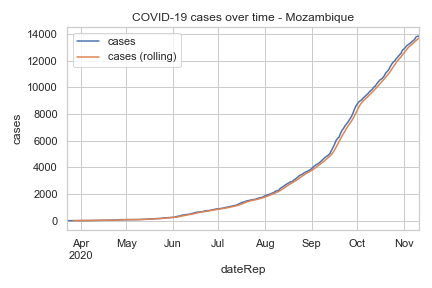 COVID-19 cases over time - Mozambique
cases
cases (rolling)
14000
12000
10000
8000
6000
4000
2000
0
cases
Apr May Jun Jul Aug Sep Oct Nov
2020
dateRep